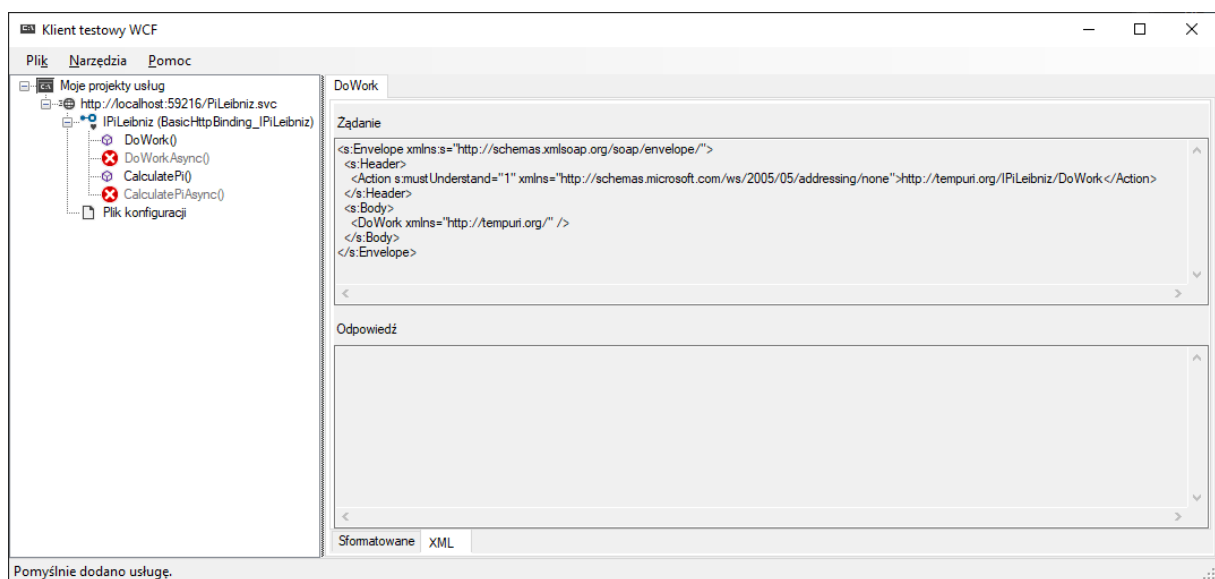 Klient testowy WCF
Plik Narzędzia Pomoc
Moje projekty usług
http://localhost:59216/PiLeibniz.svc
IPiLeibniz (BasicHttpBinding_IPiLeibniz)
DoWork()
DoWorkAsync()
CalculatePi()
CalculatePiAsync()
Plik konfiguracji
DoWork
Żądanie
<s:Envelope xmlns:s="http://schemas.xmlsoap.org/soap/envelope/">
<s:Header>
<Action s:mustUnderstand="1" xmlns="http://schemas.microsoft.com/ws/2005/05/addressing/none">http://tempuri.org/IPiLeibniz/DoWork</Action>
</s:Header>
<s:Body>
<DoWork xmlns="http://tempuri.org/" />
</s:Body>
</s:Envelope>
Odpowiedź
Sformatowane XML
Pomyślnie dodano usługę.